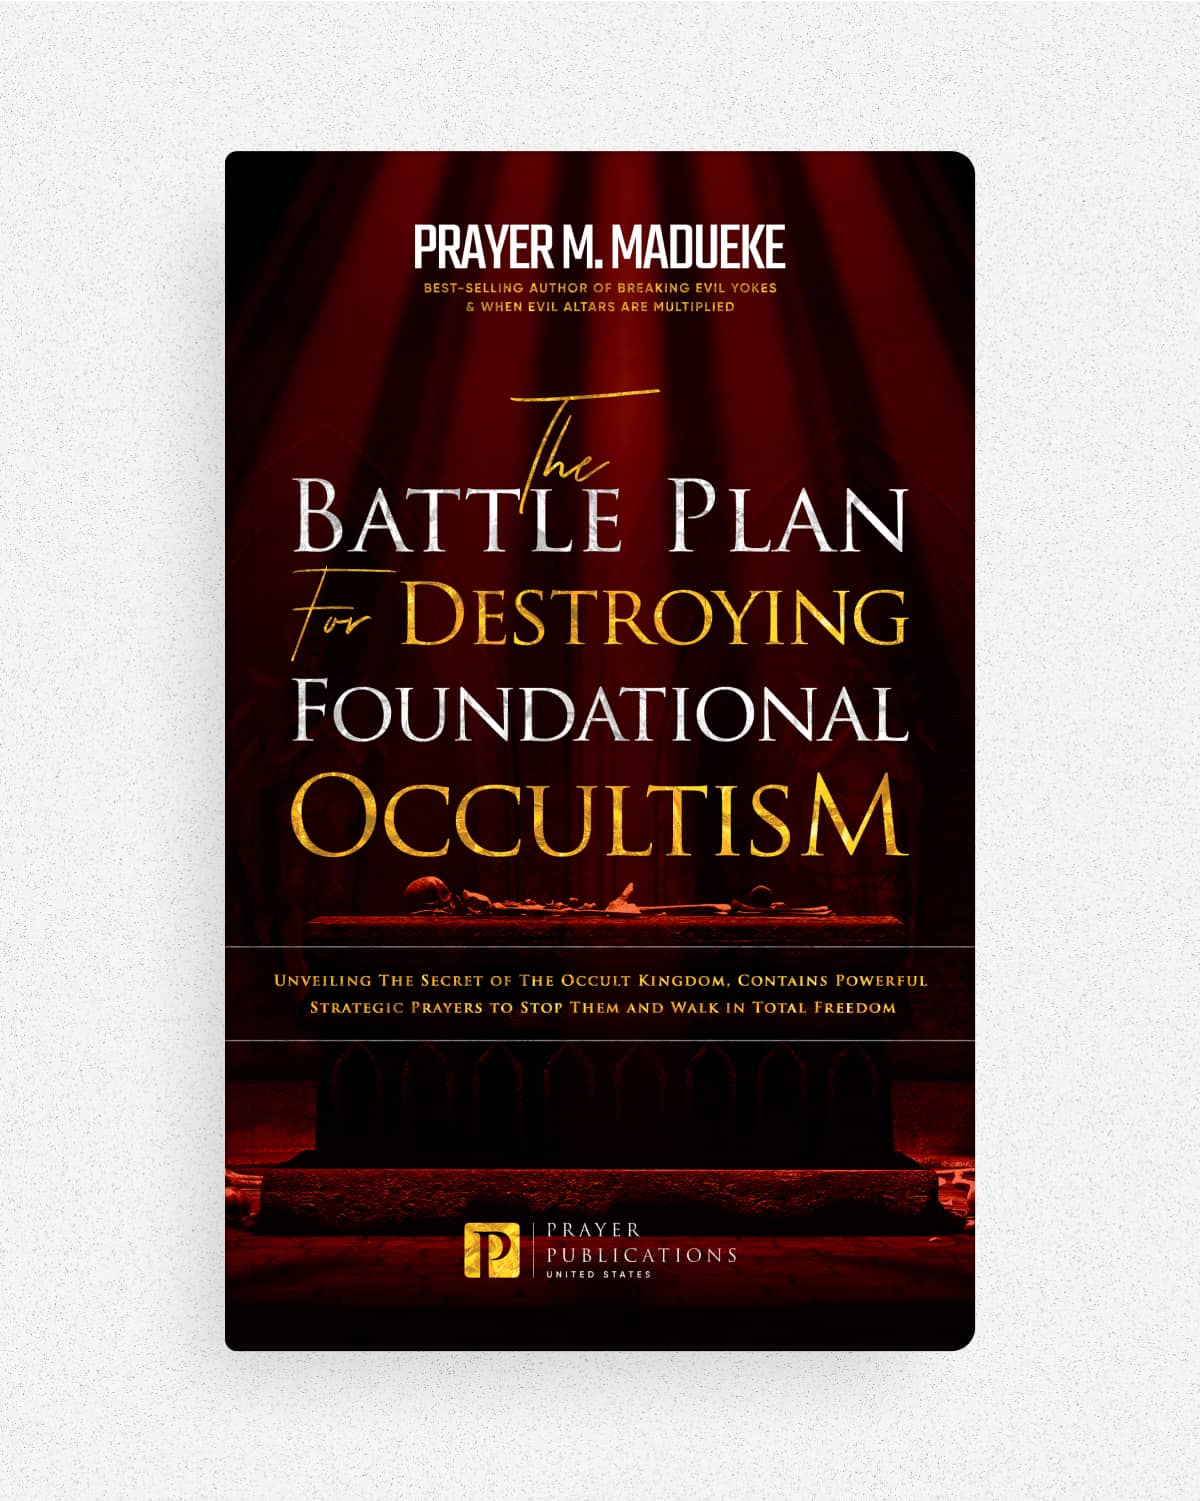 PRAYER M. MADUEKE
BEST-SELLING AUTHOR OF BREAKING EVIL YOKES
& WHEN EVIL ALTARS ARE MULTIPLIED
The
BATTLE PLAN
For DESTROYING
FOUNDATIONAL
OCCULTISM
UNVEILING THE SECRET OF THE OCCULT KINGDOM, CONTAINS POWERFUL
STRATEGIC PRAYERS TO STOP THEM AND WALK IN TOTAL FREEDOM
P
PRAYER
PUBLICATIONS
UNITED STATES